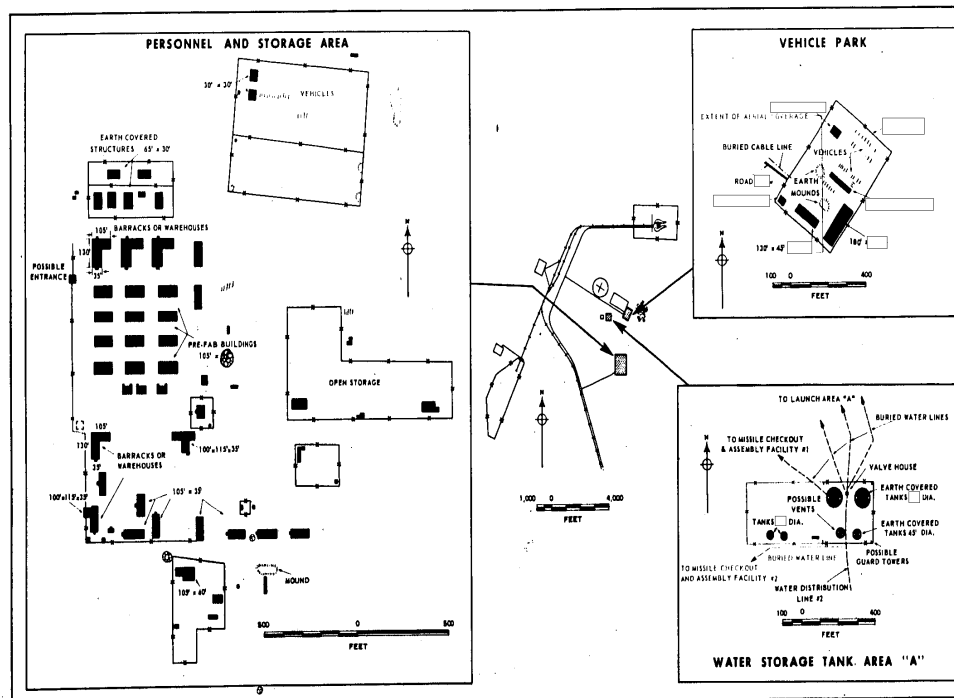 PERSONNEL AND STORAGE AREA
30' x 30'
VEHICLES
EARTH COVERED
STRUCTURES 65' x 30'
105'
BARRACKS OR WAREHOUSES
130'
35'
POSSIBLE
ENTRANCE
PRE-FAB BUILDINGS
105'
OPEN STORAGE
105'
130'
35'
BARRACKS OR
WAREHOUSES
100'x115'x35'
100'x115'x35'
105' x 35'
MOUND
105' x 60'
500 0 500
FEET
N
N
1,000 0 4,000
FEET
VEHICLE PARK
EXTENT OF AERIAL COVERAGE
BURIED CABLE LINE
VEHICLES
ROAD
EARTH
MOUNDS
130' x 45'
180' x
N
100 0 400
FEET
TO LAUNCH AREA "A"
BURIED WATER LINES
TO MISSILE CHECKOUT
& ASSEMBLY FACILITY #1
N
VALVE HOUSE
EARTH COVERED
TANKS DIA.
POSSIBLE
VENTS
TANKS DIA.
EARTH COVERED
TANKS 45' DIA.
BURIED WATER LINE
POSSIBLE
GUARD TOWERS
TO MISSILE CHECKOUT
AND ASSEMBLY FACILITY #2
WATER DISTRIBUTION
LINE #2
100 0 400
FEET
WATER STORAGE TANK AREA "A"